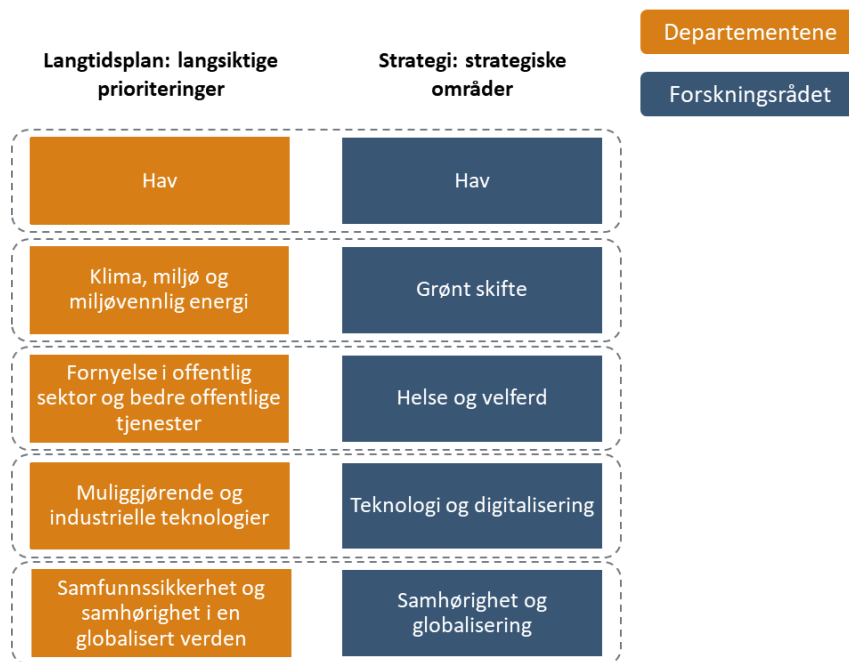 Departementene
Forskningsrådet
Langtidsplan: langsiktige
prioriteringer
Strategi: strategiske
områder
Hav
Hav
Klima, miljø og
miljøvennlig energi
Grønt skifte
Fornyelse i offentlig
sektor og bedre offentlige
tjenester
Helse og velferd
Muliggjørende og
industrielle teknologier
Teknologi og digitalisering
Samfunnssikkerhet og
samhørighet i en
globalisert verden
Samhørighet og
globalisering